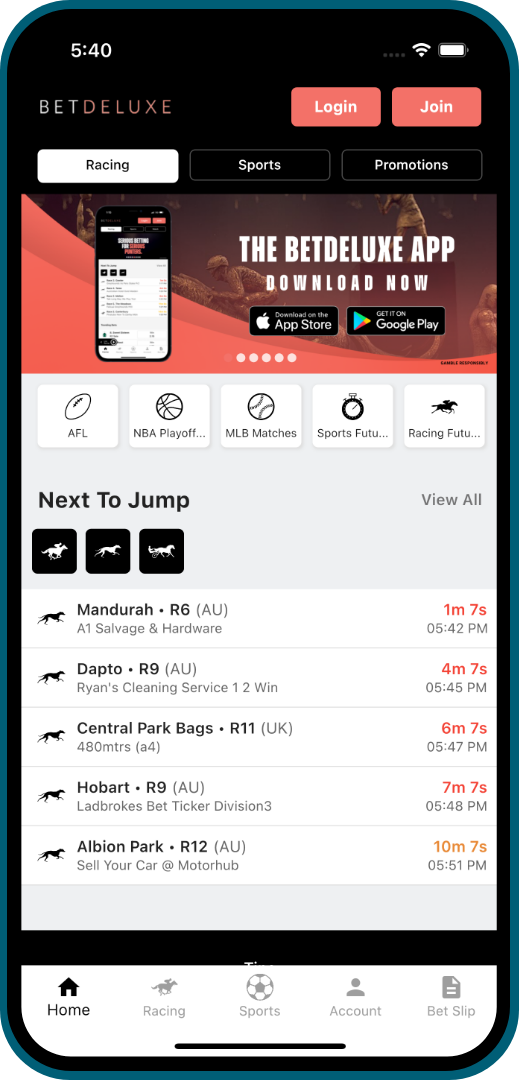 5:40
BETDELUXE
Login
Join
Racing
Sports
Promotions
SERIOUS BETTING
FOR SERIOUS
PUNTERS.
THE BETDELUXE APP
DOWNLOAD NOW
Download on the
App Store
GET IT ON
Google Play
GAMBLE RESPONSIBLY
AFL
NBA Playoff...
MLB Matches
Sports Futu...
Racing Futu...
Next To Jump
View All
Mandurah • R6 (AU)
1m 7s
A1 Salvage & Hardware
05:42 PM
Dapto • R9 (AU)
4m 7s
Ryan's Cleaning Service 1 2 Win
05:45 PM
Central Park Bags • R11 (UK)
6m 7s
480mtrs (a4)
05:47 PM
Hobart • R9 (AU)
7m 7s
Ladbrokes Bet Ticker Division3
05:48 PM
Albion Park • R12 (AU)
10m 7s
Sell Your Car @ Motorhub
05:51 PM
Home
Racing
Sports
Account
Bet Slip